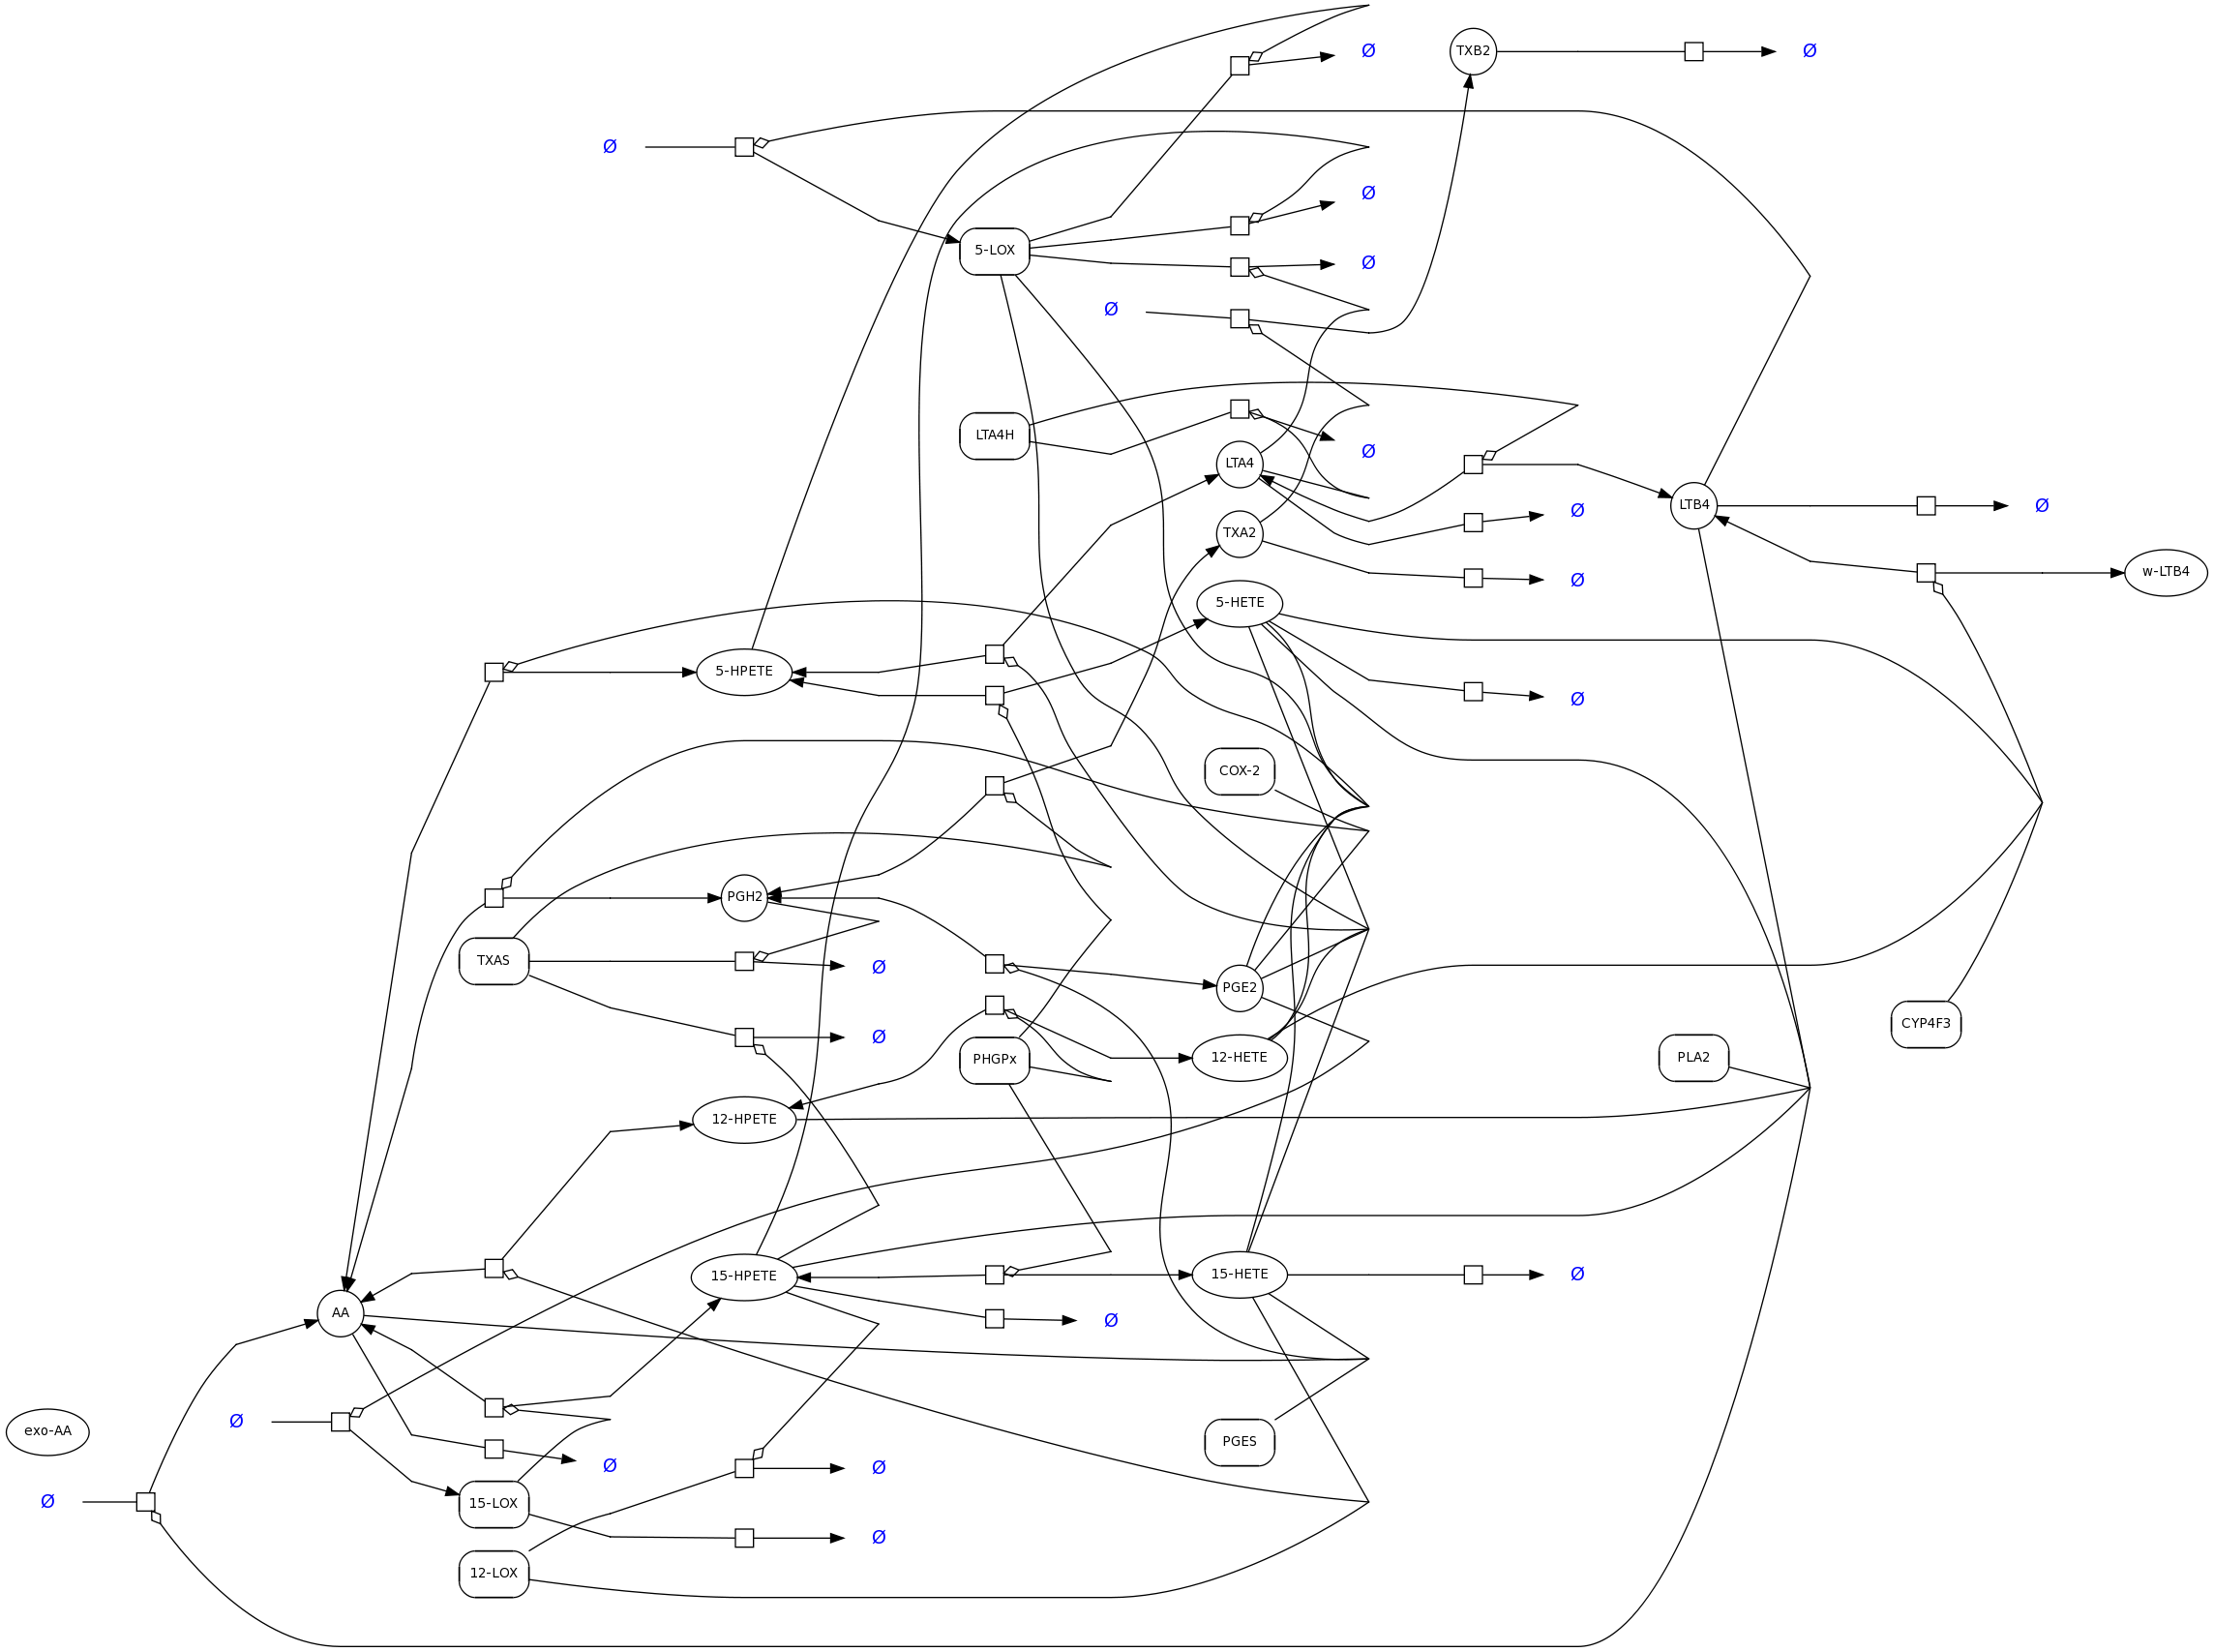 Ø
TXB2
Ø
Ø
Ø
5-LOX
Ø
Ø
LTA4H
Ø
LTA4
LTB4
Ø
Ø
TXA2
Ø
w-LTB4
5-HETE
5-HPETE
Ø
COX-2
PGH2
TXAS
Ø
PGE2
CYP4F3
Ø
PHGPx
12-HETE
PLA2
12-HPETE
15-HPETE
15-HETE
Ø
AA
Ø
Ø
exo-AA
PGES
Ø
Ø
Ø
15-LOX
Ø
12-LOX